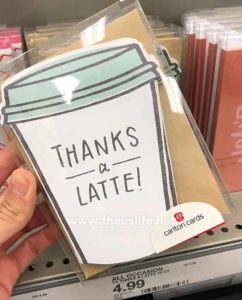 THANKS
a
LATTE!
www.theuslife.net
carlton cards
ALL OCCASION
4.99